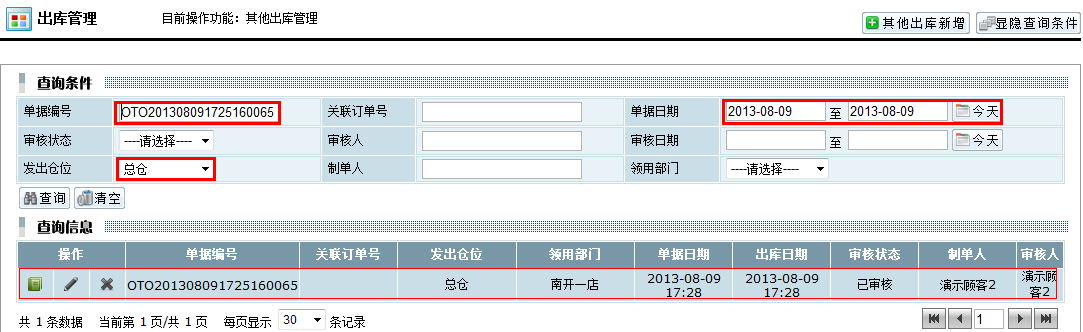 出库管理 目前操作功能：其他出库管理
其他出库新增 显隐查询条件
查询条件
单据编号 OTO201308091725160065 关联订单号 单据日期 2013-08-09 至 2013-08-09 今天
审核状态 ----请选择---- 审核人 审核日期 至 今天
发出仓位 总仓 制单人 领用部门 ----请选择----
查询 清空
查询信息
操作 单据编号 关联订单号 发出仓位 领用部门 单据日期 出库日期 审核状态 制单人 审核人
OTO201308091725160065 总仓 南开一店 2013-08-09 17:28 2013-08-09 17:28 已审核 演示顾客2 演示顾客2
共 1 条数据 当前第 1 页/共 1 页 每页显示 30 条记录 1